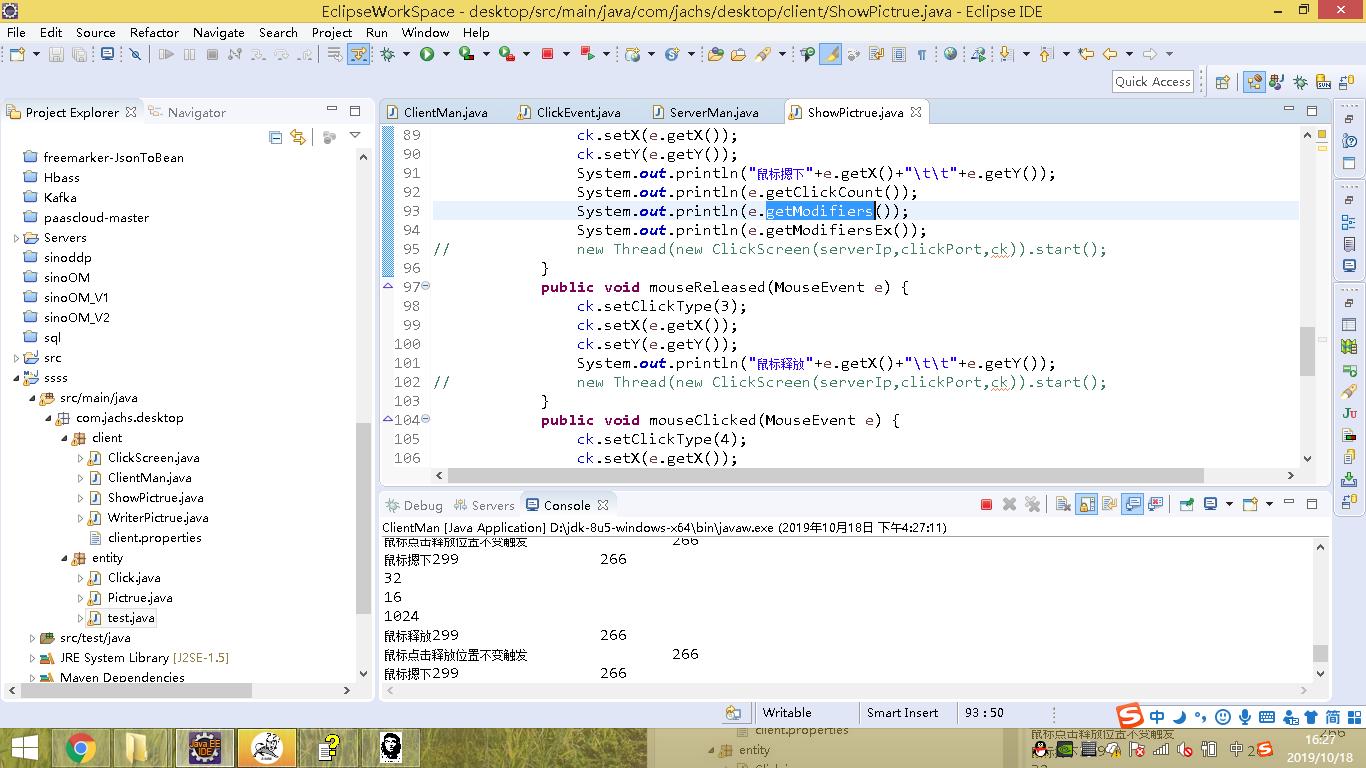 EclipseWorkSpace - desktop/src/main/java/com/jachs/desktop/client/ShowPictrue.java - Eclipse IDE
File Edit Source Refactor Navigate Search Project Run Window Help
Quick Access
Project Explorer Navigator
freemarker-JsonToBean
Hbass
Kafka
paascloud-master
Servers
sinoddp
sinoOM
sinoOM_V1
sinoOM_V2
sql
src
ssss
src/main/java
com.jachs.desktop
client
ClickScreen.java
ClientMan.java
ShowPictrue.java
WriterPictrue.java
client.properties
entity
Click.java
Pictrue.java
test.java
src/test/java
JRE System Library [J2SE-1.5]
Maven Dependencies
ClientMan.java ClickEvent.java ServerMan.java ShowPictrue.java
89 ck.setX(e.getX());
90 ck.setY(e.getY());
91 System.out.println("鼠标摁下"+e.getX()+"\t\t"+e.getY());
92 System.out.println(e.getClickCount());
93 System.out.println(e.getModifiers());
94 System.out.println(e.getModifiersEx());
95 // new Thread(new ClickScreen(serverIp,clickPort,ck)).start();
96 }
97 public void mouseReleased(MouseEvent e) {
98 ck.setClickType(3);
99 ck.setX(e.getX());
100 ck.setY(e.getY());
101 System.out.println("鼠标释放"+e.getX()+"\t\t"+e.getY());
102 // new Thread(new ClickScreen(serverIp,clickPort,ck)).start();
103 }
104 public void mouseClicked(MouseEvent e) {
105 ck.setClickType(4);
106 ck.setX(e.getX());
Debug Servers Console
ClientMan [Java Application] D:\jdk-8u5-windows-x64\bin\javaw.exe (2019年10月18日 下午4:27:11)
鼠标点击释放位置不变触发 266
鼠标摁下299 266
32
16
1024
鼠标释放299 266
鼠标点击释放位置不变触发 266
鼠标摁下299 266
Writable Smart Insert 93 : 50
中 简
client.properties
entity
鼠标点击释放位置不变触发
中
16:27
2019/10/18